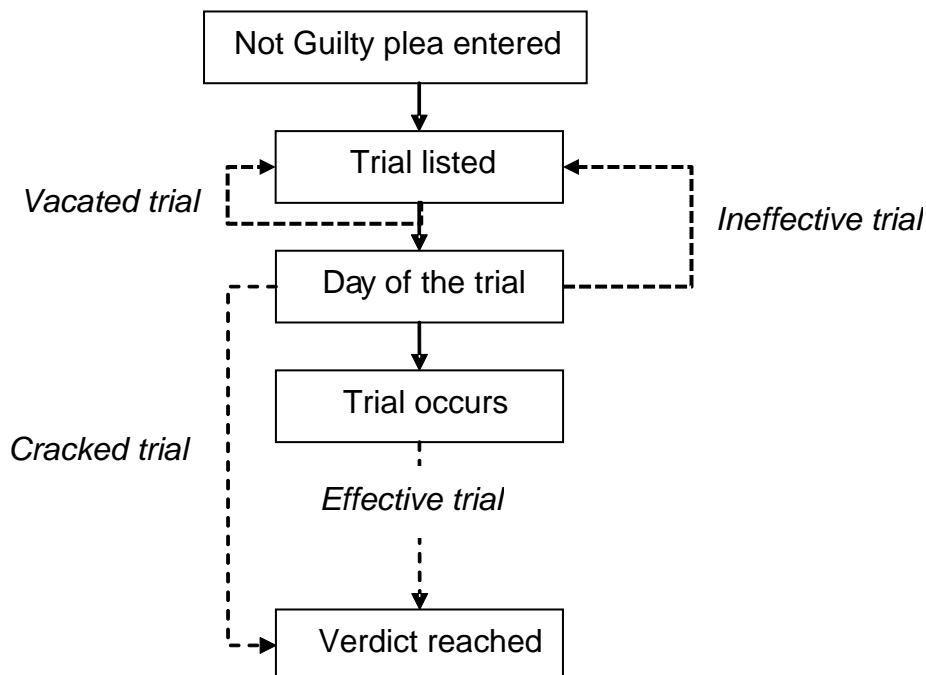 Not Guilty plea entered
Trial listed
Vacated trial
Ineffective trial
Day of the trial
Trial occurs
Cracked trial
Effective trial
Verdict reached